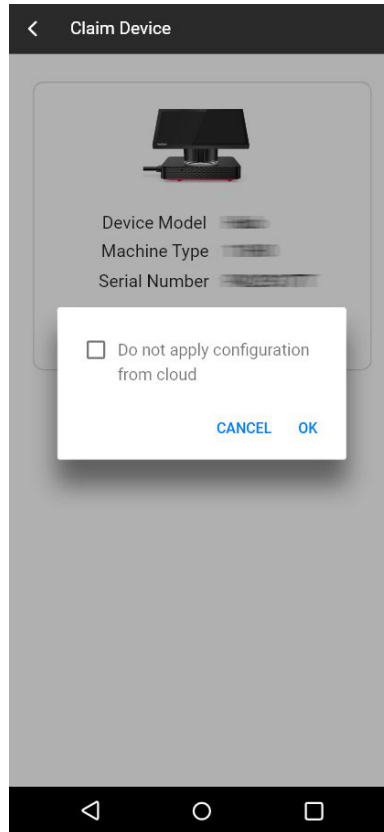 Claim Device
Device Model
Machine Type
Serial Number
Do not apply configuration
from cloud
CANCEL OK